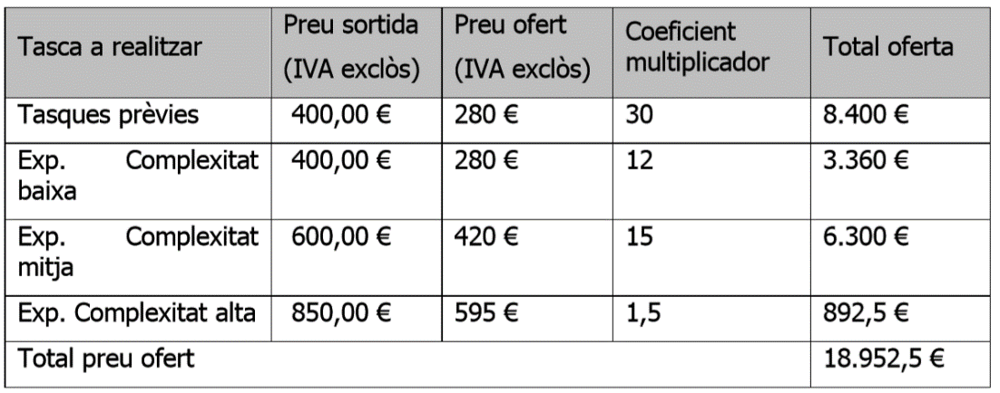 Tasca a realitzar Preu sortida (IVA exclòs) Preu ofert (IVA exclòs) Coeficient multiplicador Total oferta
Tasques prèvies 400,00 € 280 € 30 8.400 €
Exp. Complexitat baixa 400,00 € 280 € 12 3.360 €
Exp. Complexitat mitja 600,00 € 420 € 15 6.300 €
Exp. Complexitat alta 850,00 € 595 € 1,5 892,5 €
Total preu ofert 18.952,5 €